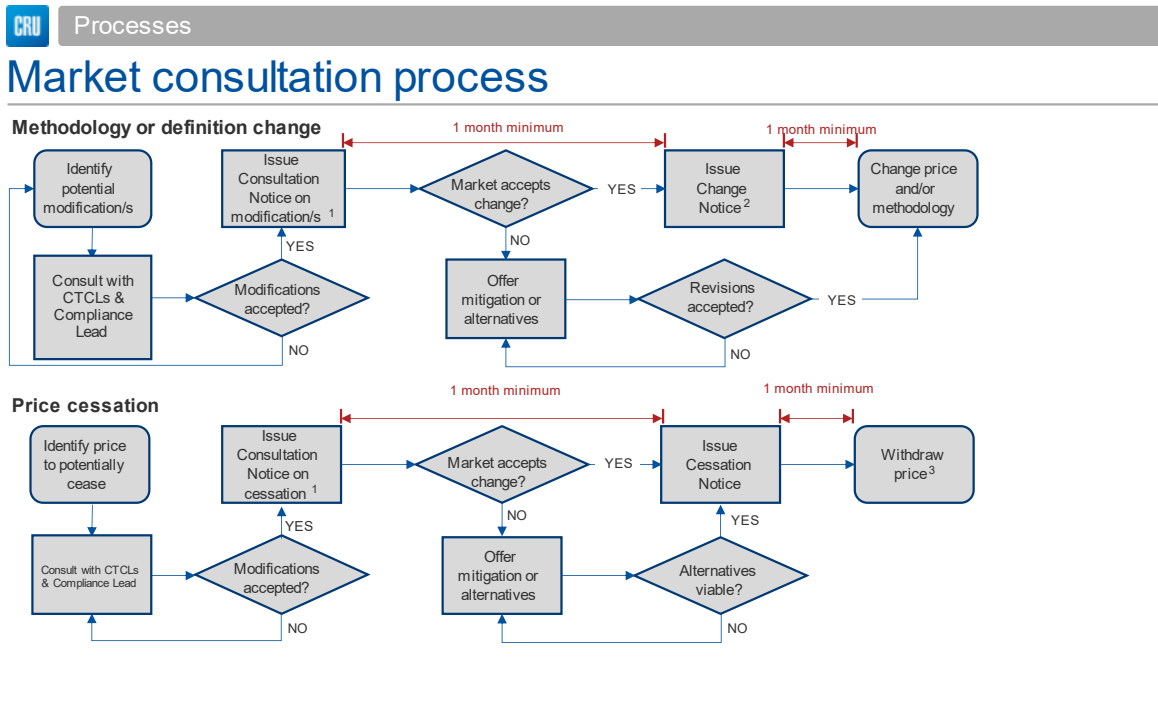 CRU
Processes
Market consultation process
Methodology or definition change
1 month minimum
1 month minimum
Identify
potential
modification/s
Issue
Consultation
Notice on
modification/s 1
Market accepts
change?
YES
Issue
Change
Notice 2
Change price
and/or
methodology
YES
NO
Consult with
CTCLs &
Compliance
Lead
Modifications
accepted?
NO
Offer
mitigation or
alternatives
Revisions
accepted?
YES
NO
Price cessation
1 month minimum
1 month minimum
Identify price
to potentially
cease
Issue
Consultation
Notice on
cessation 1
Market accepts
change?
YES
Issue
Cessation
Notice
Withdraw
price 3
YES
NO
YES
Consult with CTCLs
& Compliance Lead
Modifications
accepted?
NO
Offer
mitigation or
alternatives
Alternatives
viable?
NO